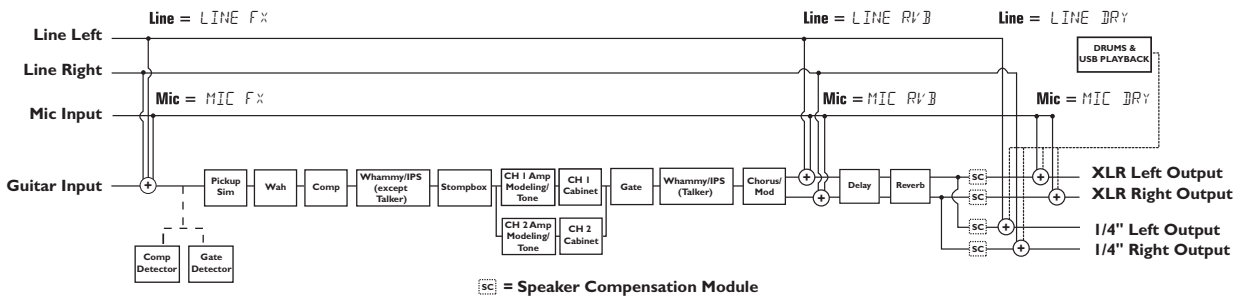 Line = LINE FX
Line = LINE RVB
Line = LINE DRY
Line Left
DRUMS &
USB PLAYBACK
Line Right
Mic = MIC FX
Mic = MIC RVB
Mic = MIC DRY
Mic Input
Guitar Input
Pickup
Sim
Wah
Comp
Whammy/IPS
(except
Talker)
Stompbox
CH 1 Amp
Modeling/
Tone
CH 1
Cabinet
CH 2 Amp
Modeling/
Tone
CH 2
Cabinet
Gate
Whammy/IPS
(Talker)
Chorus/
Mod
Delay
Reverb
SC
SC
SC
SC
XLR Left Output
XLR Right Output
1/4" Left Output
1/4" Right Output
Comp
Detector
Gate
Detector
SC = Speaker Compensation Module